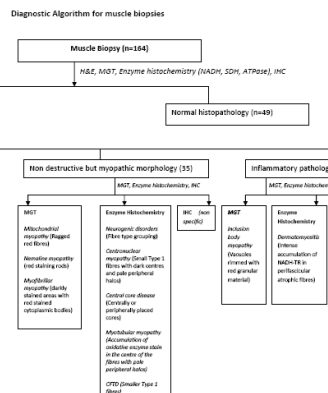 Diagnostic Algorithm for muscle biopsies
Muscle Biopsy (n=164)
H&E, MGT, Enzyme histochemistry (NADH, SDH, ATPase), IHC
Normal histopathology (n=49)
Non destructive but myopathic morphology (35)
Inflammatory patholog
MGT, Enzyme histochemistry, IHC
MGT, Enzyme histochem
MGT
Mitochondrial
myopathy (Ragged
red fibres)
Nemaline myopathy
(red staining rods)
Myofibrillar
myopathy (darkly
stained areas with
red stained
cytoplasmic bodies)
Enzyme Histochemistry
Neurogenic disorders
(Fibre type grouping)
Centronuclear
myopathy (Small Type 1
fibres with dark centres
and pale peripheral
halos)
Central core disease
(Centrally or
peripherally placed
cores)
Myotubular myopathy
(Accumulation of
oxidative enzyme stain
in the centre of the
fibres with pale
peripheral halos)
CFTD (Smaller Type 1
fibres)
IHC (non
specific)
MGT
Inclusion
body
myopathy
(Vacuoles
rimmed with
red granular
material)
Enzyme
Histochemistry
Dermatomyositis
(Intense
accumulation of
NADH-TR in
perifascicular
atrophic fibres)